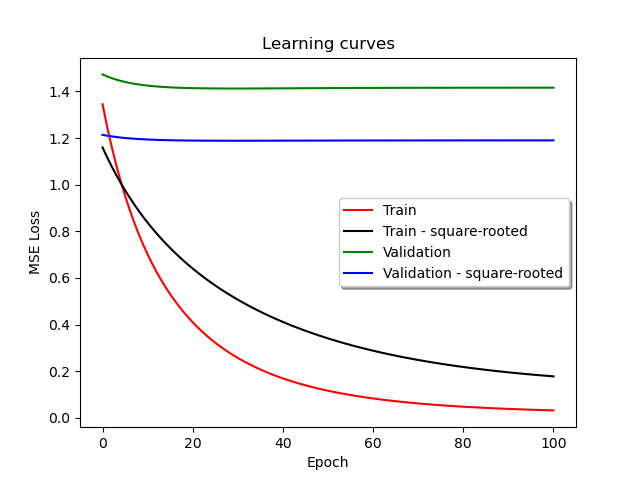 Learning curves
MSE Loss
1.4
1.2
1.0
0.8
0.6
0.4
0.2
0.0
Train
Train - square-rooted
Validation
Validation - square-rooted
0 20 40 60 80 100
Epoch